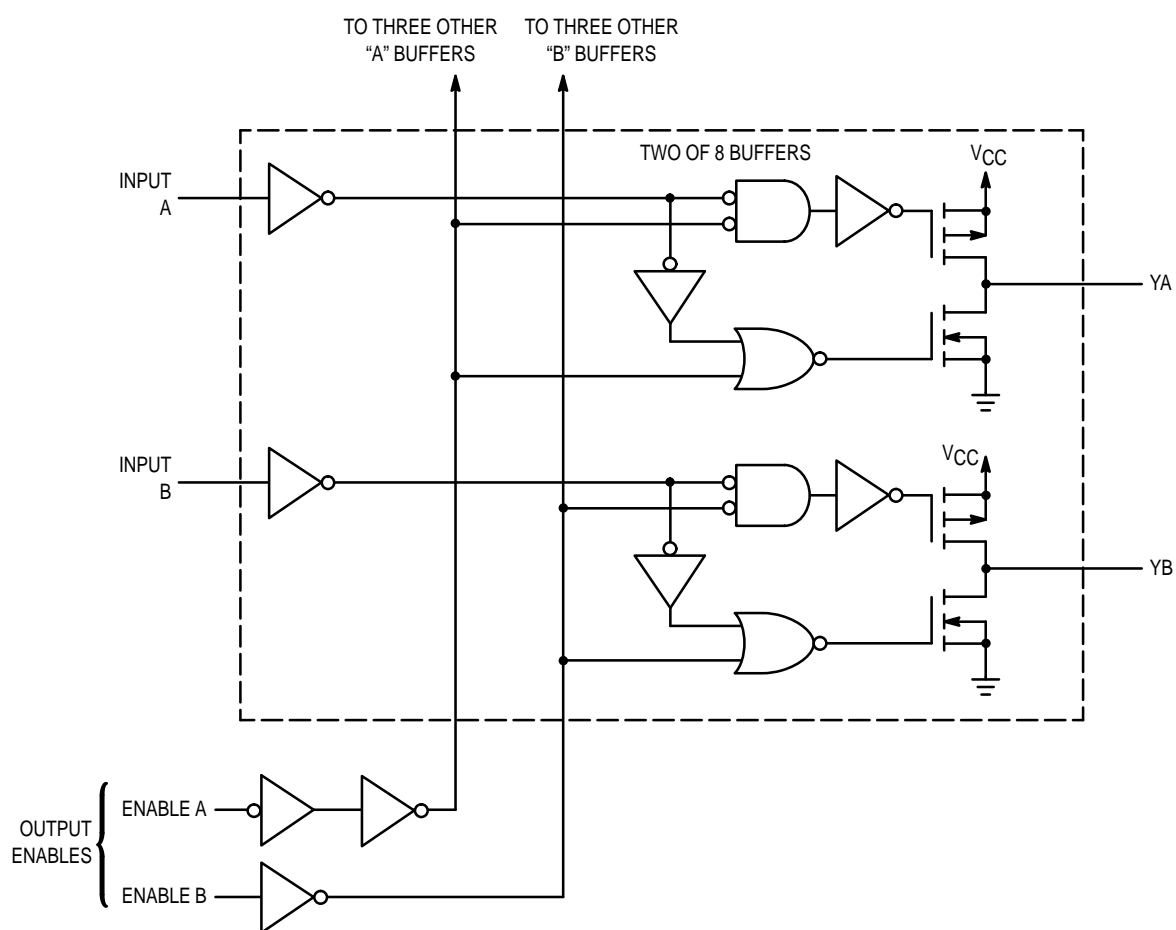 TO THREE OTHER
“A” BUFFERS
TO THREE OTHER
“B” BUFFERS
TWO OF 8 BUFFERS
INPUT
A
VCC
YA
INPUT
B
VCC
YB
OUTPUT
ENABLES
ENABLE A
ENABLE B